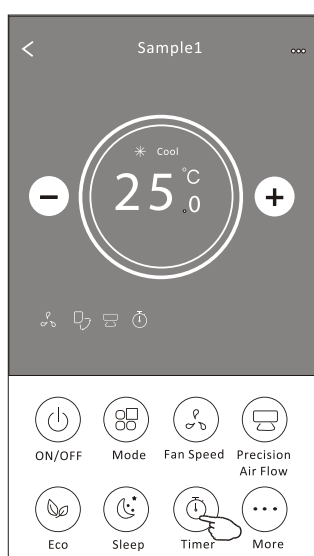 Sample1
Cool
25.0°C
ON/OFF Mode Fan Speed Precision Air Flow
Eco Sleep Timer More